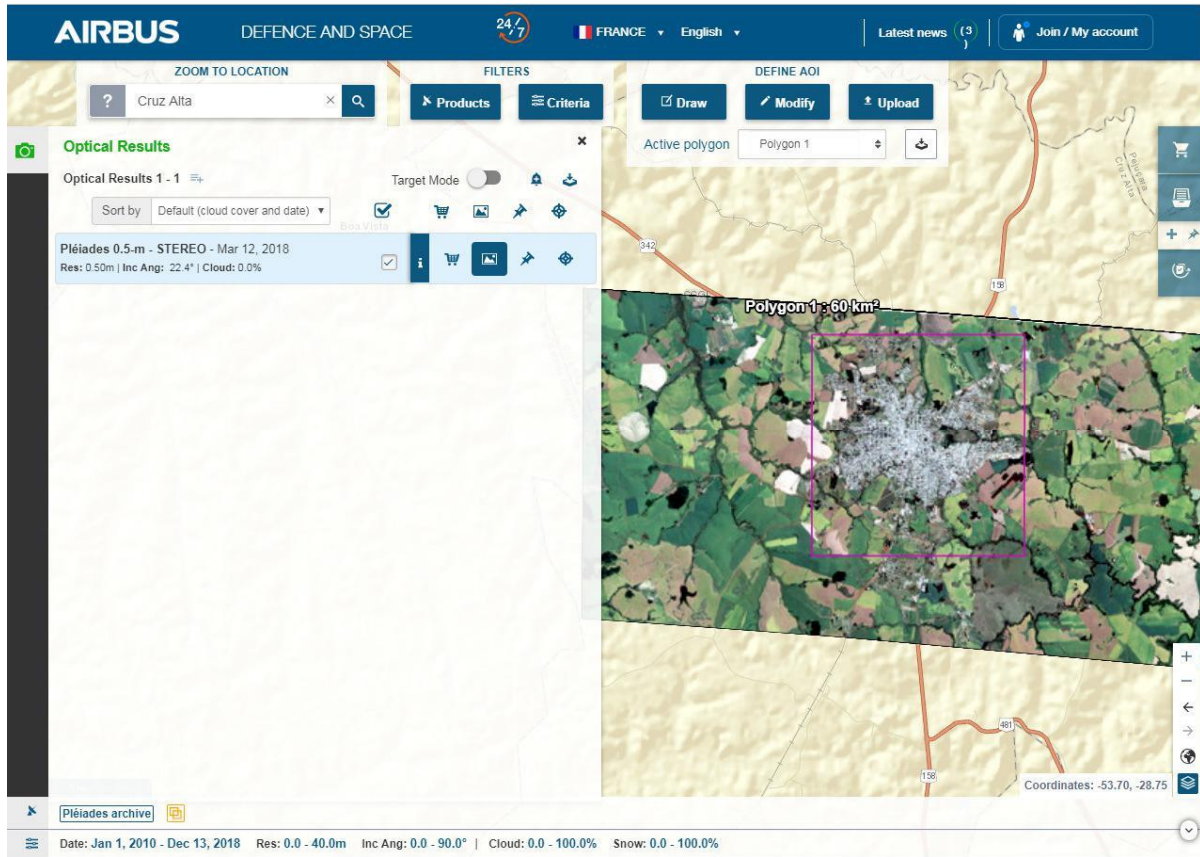 AIRBUS DEFENCE AND SPACE 24/7 FRANCE English Latest news (3) Join / My account
ZOOM TO LOCATION FILTERS DEFINE AOI
? Cruz Alta × Products Criteria Draw Modify Upload
Optical Results
Active polygon Polygon 1
Optical Results 1 - 1
Target Mode
Sort by Default (cloud cover and date)
Boa Vista
Pléiades 0.5-m - STEREO - Mar 12, 2018
Res: 0.50m | Inc Ang: 22.4° | Cloud: 0.0%
i
Pejuçara
Cruz Alta
342
158
Polygon 1 : 60 km²
481
158
Coordinates: -53.70, -28.75
Pléiades archive
Date: Jan 1, 2010 - Dec 13, 2018 Res: 0.0 - 40.0m Inc Ang: 0.0 - 90.0° | Cloud: 0.0 - 100.0% Snow: 0.0 - 100.0%